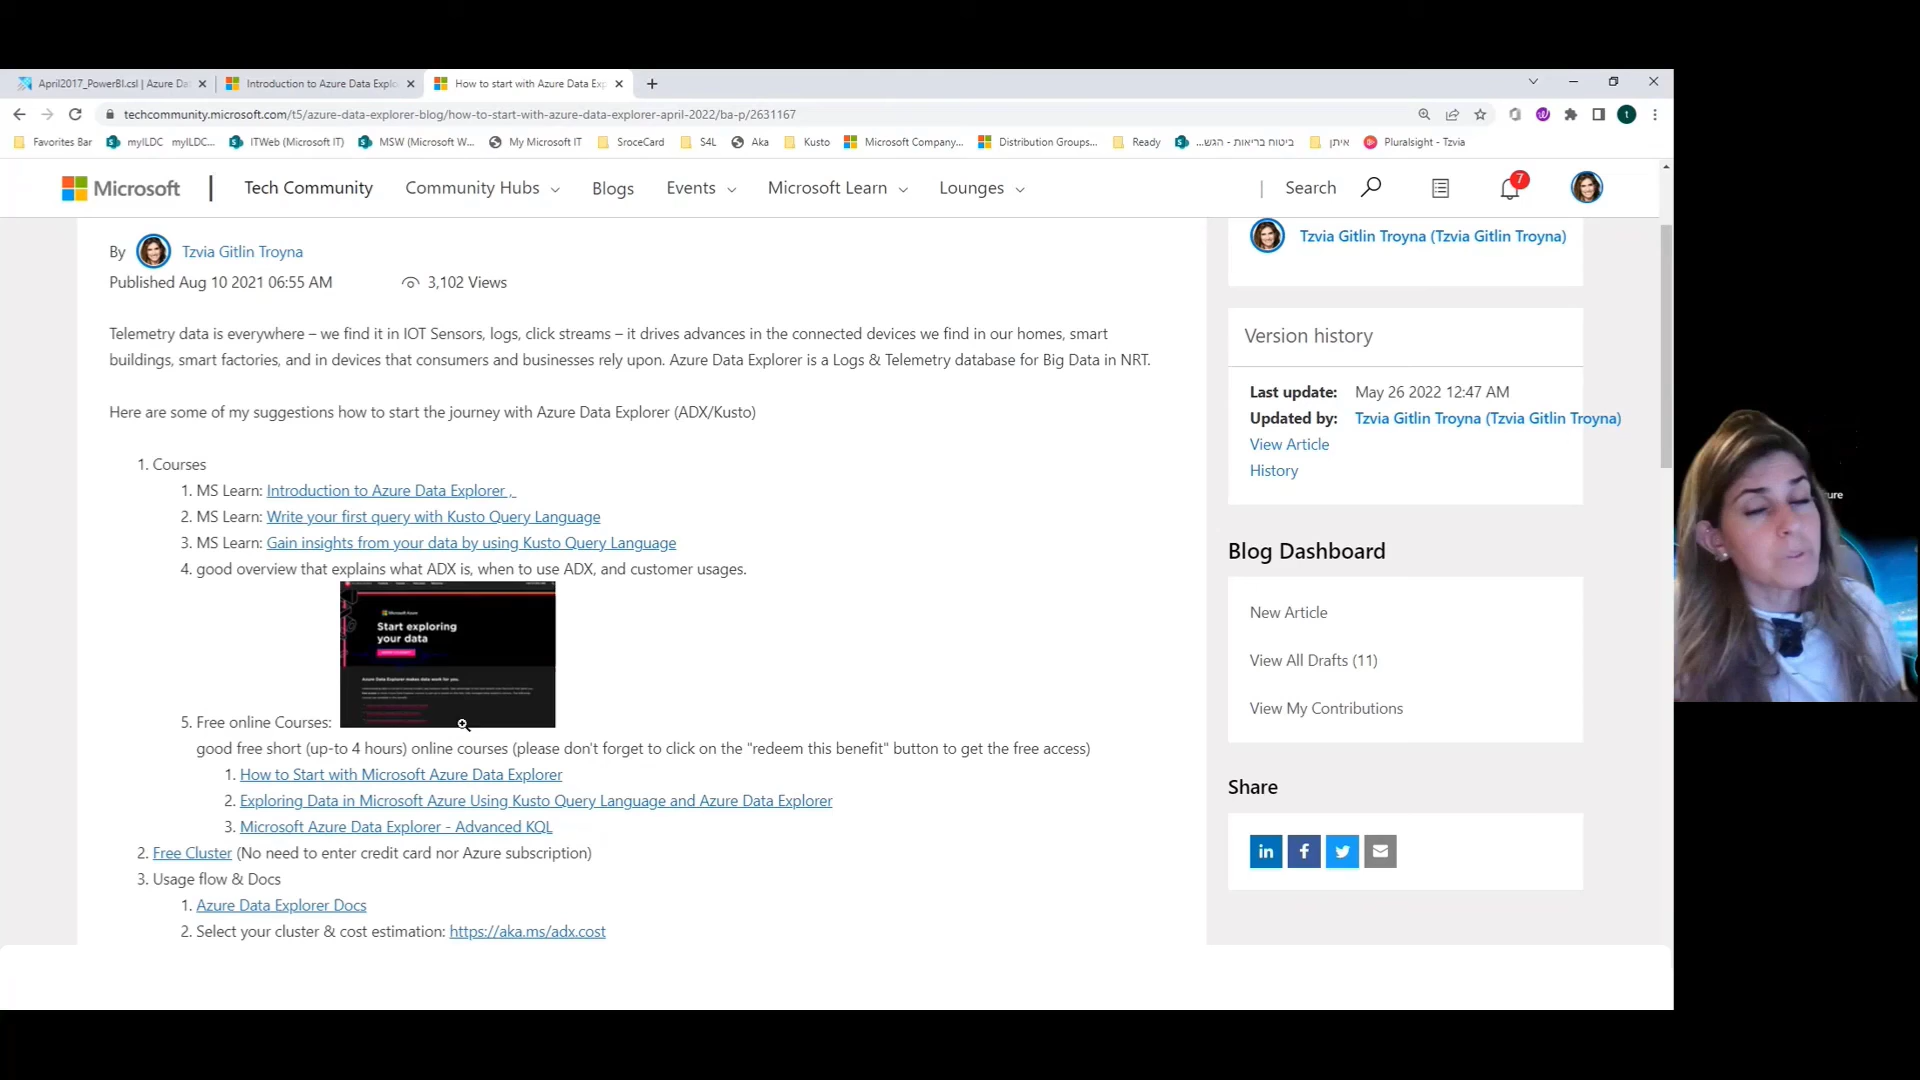 April2017_PowerBI.csl | Azure Da
Introduction to Azure Data Explo
How to start with Azure Data Exp
techcommunity.microsoft.com/t5/azure-data-explorer-blog/how-to-start-with-azure-data-explorer-april-2022/ba-p/2631167
t
Favorites Bar
myILDC myILDC...
ITWeb (Microsoft IT)
MSW (Microsoft W...
My Microsoft IT
SroceCard
S4L
Aka
Kusto
Microsoft Company...
Distribution Groups...
Ready
ביטוח בריאות - הגש...
איתן
Pluralsight - Tzvia
Microsoft
Tech Community
Community Hubs
Blogs
Events
Microsoft Learn
Lounges
Search
7
By Tzvia Gitlin Troyna
Published Aug 10 2021 06:55 AM
3,102 Views
Telemetry data is everywhere – we find it in IOT Sensors, logs, click streams – it drives advances in the connected devices we find in our homes, smart
buildings, smart factories, and in devices that consumers and businesses rely upon. Azure Data Explorer is a Logs & Telemetry database for Big Data in NRT.
Here are some of my suggestions how to start the journey with Azure Data Explorer (ADX/Kusto)
1. Courses
1. MS Learn: Introduction to Azure Data Explorer ,
2. MS Learn: Write your first query with Kusto Query Language
3. MS Learn: Gain insights from your data by using Kusto Query Language
4. good overview that explains what ADX is, when to use ADX, and customer usages.
Microsoft Azure
Start exploring
your data
Azure Data Explorer makes data work for you.
5. Free online Courses:
good free short (up-to 4 hours) online courses (please don't forget to click on the "redeem this benefit" button to get the free access)
1. How to Start with Microsoft Azure Data Explorer
2. Exploring Data in Microsoft Azure Using Kusto Query Language and Azure Data Explorer
3. Microsoft Azure Data Explorer - Advanced KQL
2. Free Cluster (No need to enter credit card nor Azure subscription)
3. Usage flow & Docs
1. Azure Data Explorer Docs
2. Select your cluster & cost estimation: https://aka.ms/adx.cost
Tzvia Gitlin Troyna (Tzvia Gitlin Troyna)
Version history
Last update: May 26 2022 12:47 AM
Updated by: Tzvia Gitlin Troyna (Tzvia Gitlin Troyna)
View Article
History
Blog Dashboard
New Article
View All Drafts (11)
View My Contributions
Share
in
f
ure